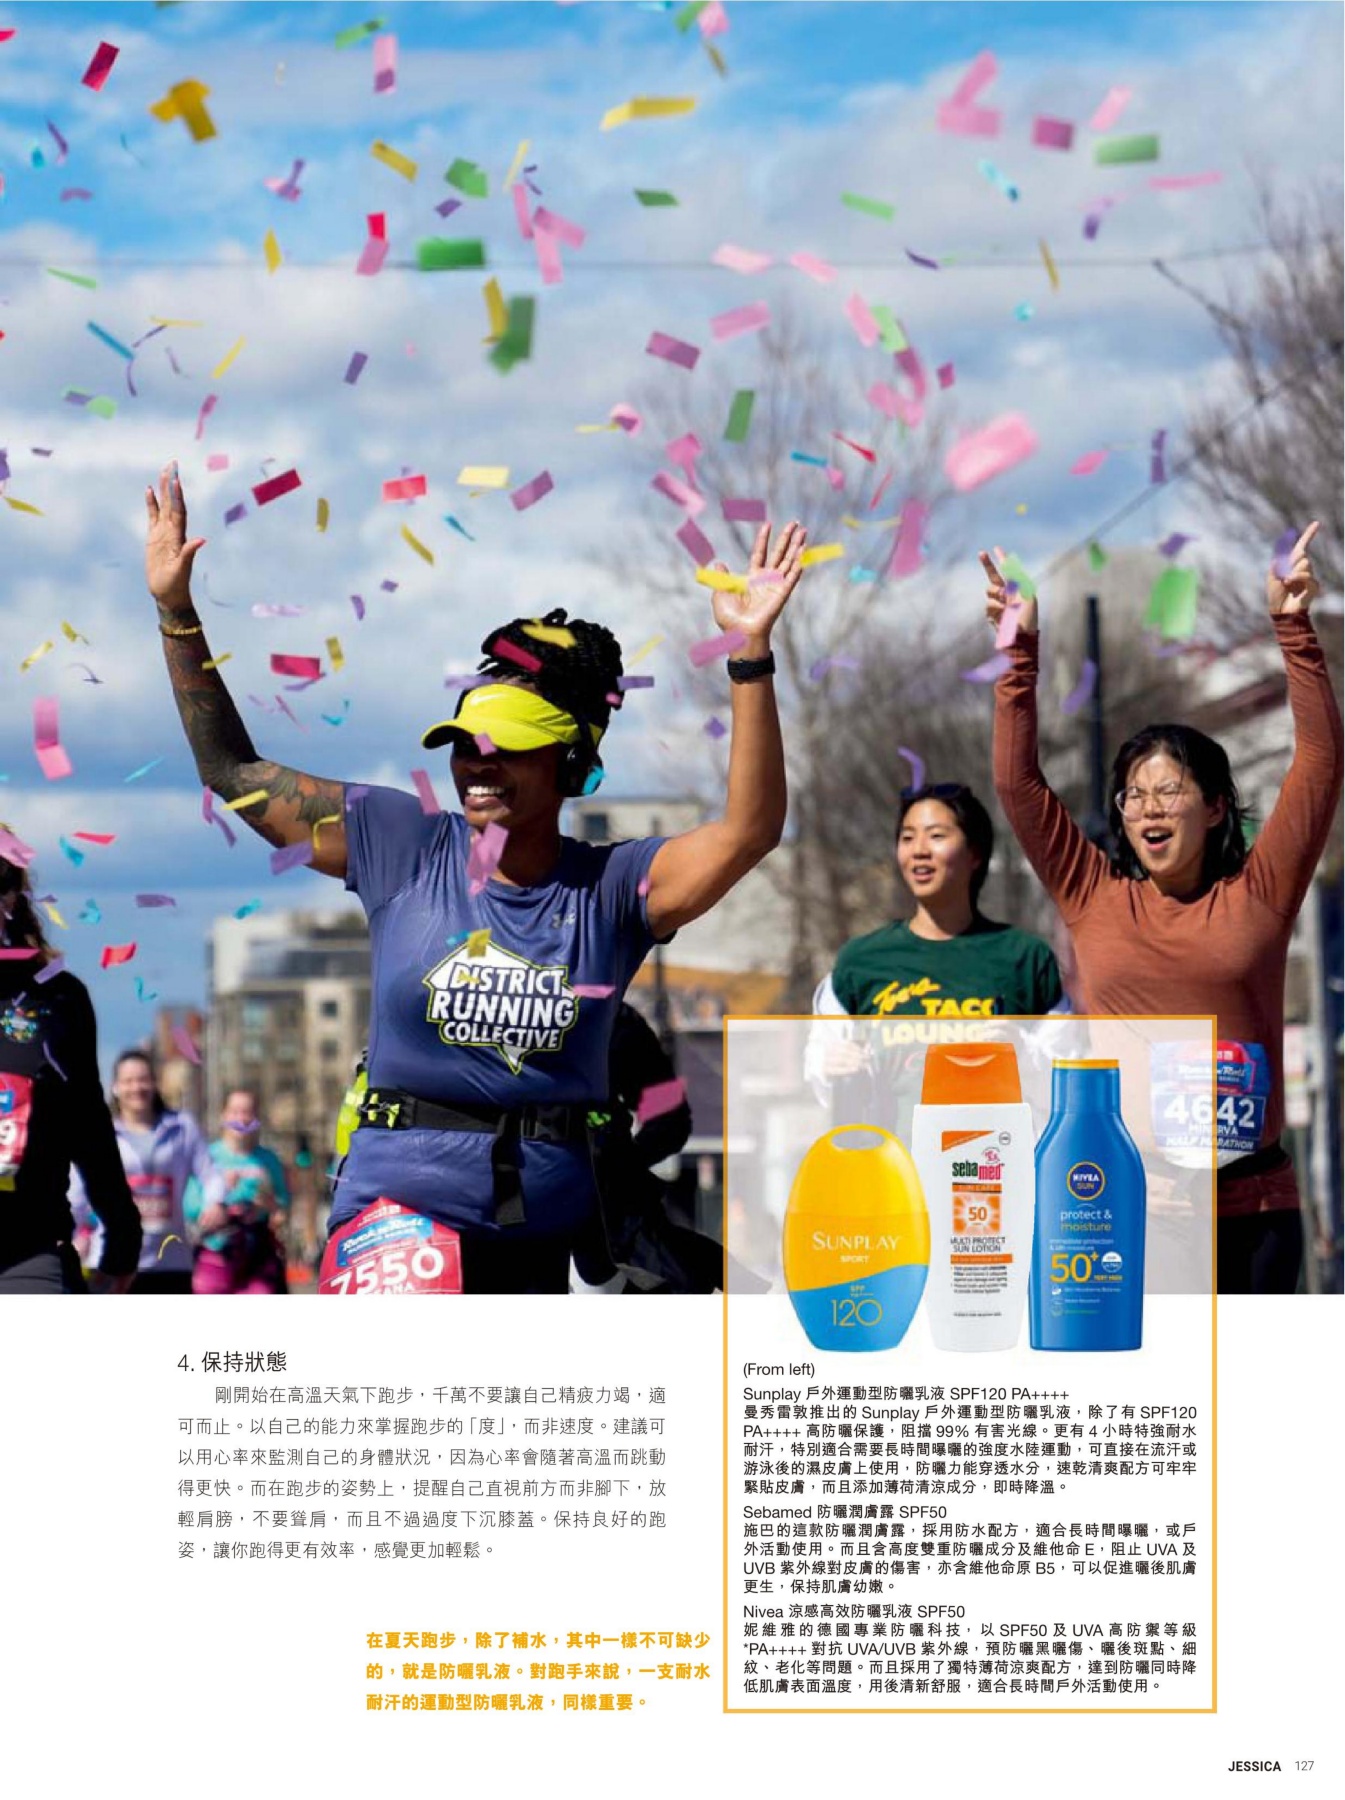 DISTRICT
RUNNING
COLLECTIVE
TACO
LOUNGE
Rock'n'Roll
7550
Rock'n'Roll
4642
MINERVA
HALF MARATHON
9
SUNPLAY
SPORT
SPF
120
sebamed
SUN CARE
50
MULTI PROTECT
SUN LOTION
NIVEA
SUN
protect &
moisture
50+
VERY HIGH
4. 保持狀態
剛開始在高溫天氣下跑步，千萬不要讓自己精疲力竭，適
可而止。以自己的能力來掌握跑步的「度」，而非速度。建議可
以用心率來監測自己的身體狀況，因為心率會隨著高溫而跳動
得更快。而在跑步的姿勢上，提醒自己直視前方而非腳下，放
輕肩膀，不要聳肩，而且不過過度下沉膝蓋。保持良好的跑
姿，讓你跑得更有效率，感覺更加輕鬆。
在夏天跑步，除了補水，其中一樣不可缺少
的，就是防曬乳液。對跑手來說，一支耐水
耐汗的運動型防曬乳液，同樣重要。
(From left)
Sunplay 戶外運動型防曬乳液 SPF120 PA++++
曼秀雷敦推出的 Sunplay 戶外運動型防曬乳液，除了有 SPF120
PA++++ 高防曬保護，阻擋 99% 有害光線。更有 4 小時特強耐水
耐汗，特別適合需要長時間曝曬的強度水陸運動，可直接在流汗或
游泳後的濕皮膚上使用，防曬力能穿透水分，速乾清爽配方可牢牢
緊貼皮膚，而且添加薄荷清涼成分，即時降溫。
Sebamed 防曬潤膚露 SPF50
施巴的這款防曬潤膚露，採用防水配方，適合長時間曝曬，或戶
外活動使用。而且含高度雙重防曬成分及維他命 E，阻止 UVA 及
UVB 紫外線對皮膚的傷害，亦含維他命原 B5，可以促進曬後肌膚
更生，保持肌膚幼嫩。
Nivea 涼感高效防曬乳液 SPF50
妮維雅的德國專業防曬科技，以 SPF50 及 UVA 高防禦等級
*PA++++ 對抗 UVA/UVB 紫外線，預防曬黑曬傷、曬後斑點、細
紋、老化等問題。而且採用了獨特薄荷涼爽配方，達到防曬同時降
低肌膚表面溫度，用後清新舒服，適合長時間戶外活動使用。
JESSICA 127